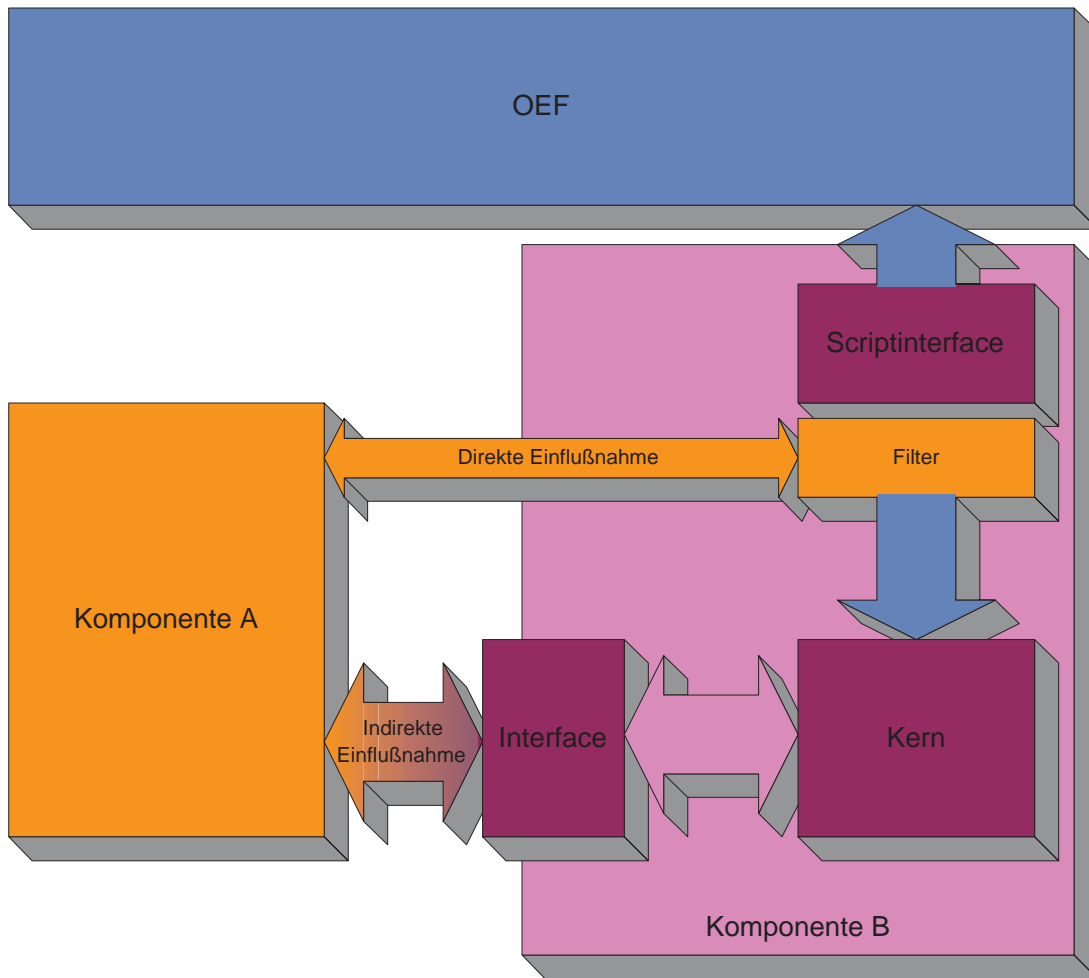 OEF
Scriptinterface
Direkte Einflußnahme
Filter
Komponente A
Indirekte
Einflußnahme
Interface
Kern
Komponente B